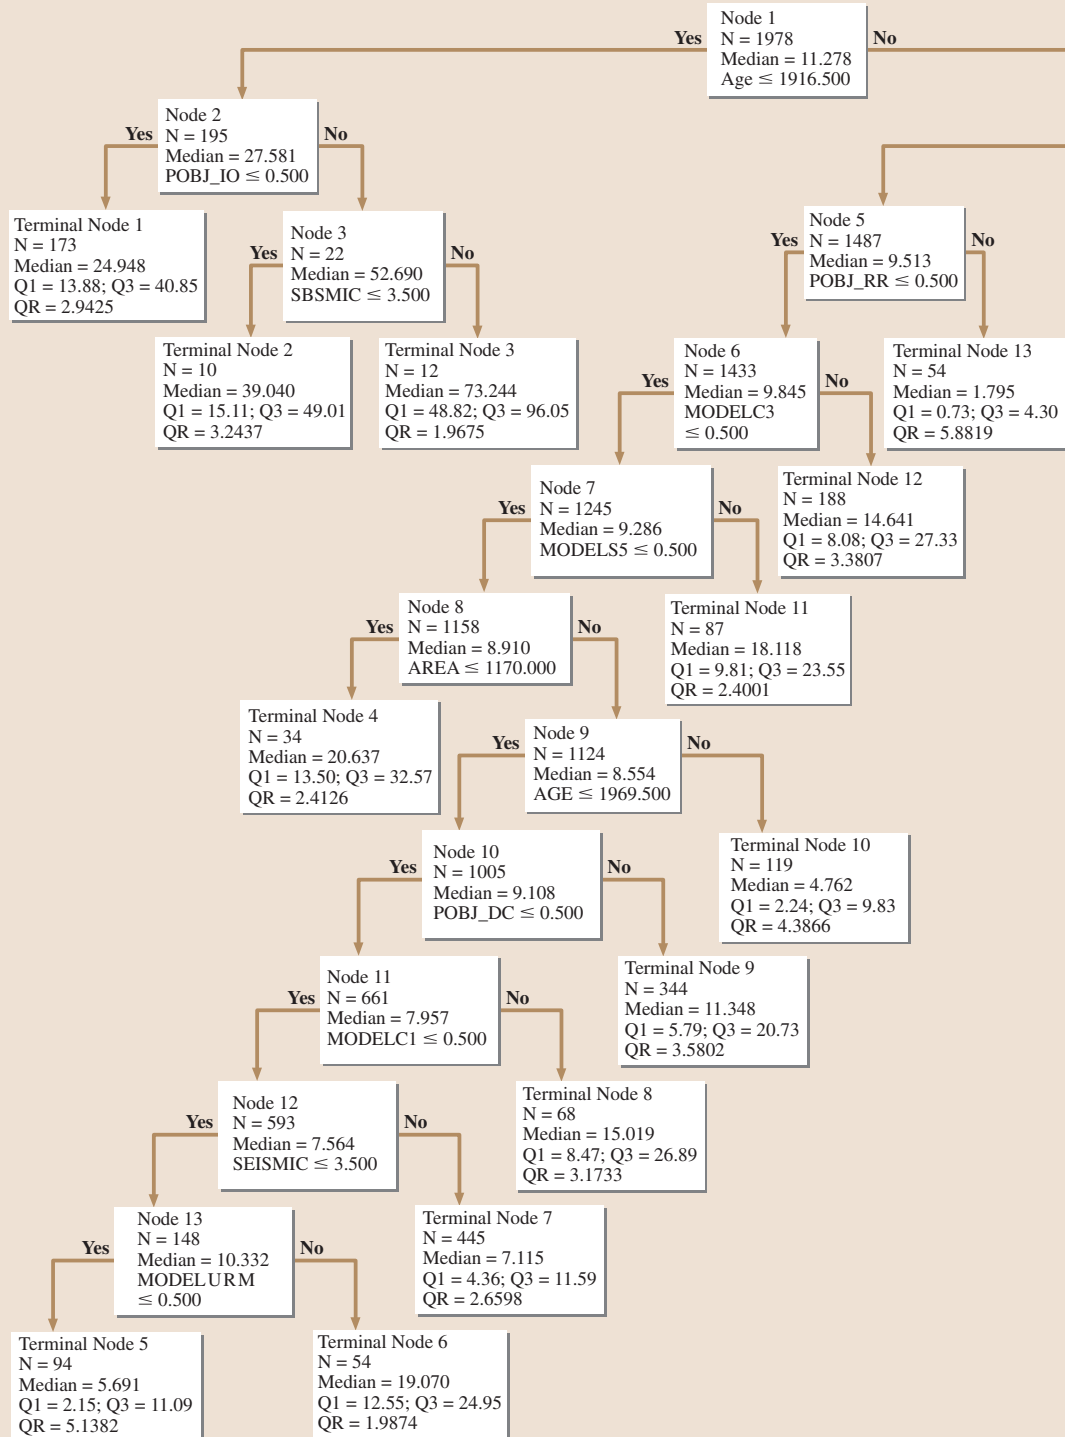 Node 1
N = 1978
Median = 11.278
Age ≤ 1916.500
Yes
No
Node 2
N = 195
Median = 27.581
POBJ_IO ≤ 0.500
Yes
No
Terminal Node 1
N = 173
Median = 24.948
Q1 = 13.88; Q3 = 40.85
QR = 2.9425
Node 3
N = 22
Median = 52.690
SBSMIC ≤ 3.500
Yes
No
Node 5
N = 1487
Median = 9.513
POBJ_RR ≤ 0.500
Yes
No
Terminal Node 2
N = 10
Median = 39.040
Q1 = 15.11; Q3 = 49.01
QR = 3.2437
Terminal Node 3
N = 12
Median = 73.244
Q1 = 48.82; Q3 = 96.05
QR = 1.9675
Node 6
N = 1433
Median = 9.845
MODELC3
≤ 0.500
Yes
No
Terminal Node 13
N = 54
Median = 1.795
Q1 = 0.73; Q3 = 4.30
QR = 5.8819
Node 7
N = 1245
Median = 9.286
MODELS5 ≤ 0.500
Yes
No
Terminal Node 12
N = 188
Median = 14.641
Q1 = 8.08; Q3 = 27.33
QR = 3.3807
Node 8
N = 1158
Median = 8.910
AREA ≤ 1170.000
Yes
No
Terminal Node 11
N = 87
Median = 18.118
Q1 = 9.81; Q3 = 23.55
QR = 2.4001
Terminal Node 4
N = 34
Median = 20.637
Q1 = 13.50; Q3 = 32.57
QR = 2.4126
Node 9
N = 1124
Median = 8.554
AGE ≤ 1969.500
Yes
No
Node 10
N = 1005
Median = 9.108
POBJ_DC ≤ 0.500
Yes
No
Terminal Node 10
N = 119
Median = 4.762
Q1 = 2.24; Q3 = 9.83
QR = 4.3866
Node 11
N = 661
Median = 7.957
MODELC1 ≤ 0.500
Yes
No
Terminal Node 9
N = 344
Median = 11.348
Q1 = 5.79; Q3 = 20.73
QR = 3.5802
Node 12
N = 593
Median = 7.564
SEISMIC ≤ 3.500
Yes
No
Terminal Node 8
N = 68
Median = 15.019
Q1 = 8.47; Q3 = 26.89
QR = 3.1733
Node 13
N = 148
Median = 10.332
MODELURM
≤ 0.500
Yes
No
Terminal Node 7
N = 445
Median = 7.115
Q1 = 4.36; Q3 = 11.59
QR = 2.6598
Terminal Node 5
N = 94
Median = 5.691
Q1 = 2.15; Q3 = 11.09
QR = 5.1382
Terminal Node 6
N = 54
Median = 19.070
Q1 = 12.55; Q3 = 24.95
QR = 1.9874